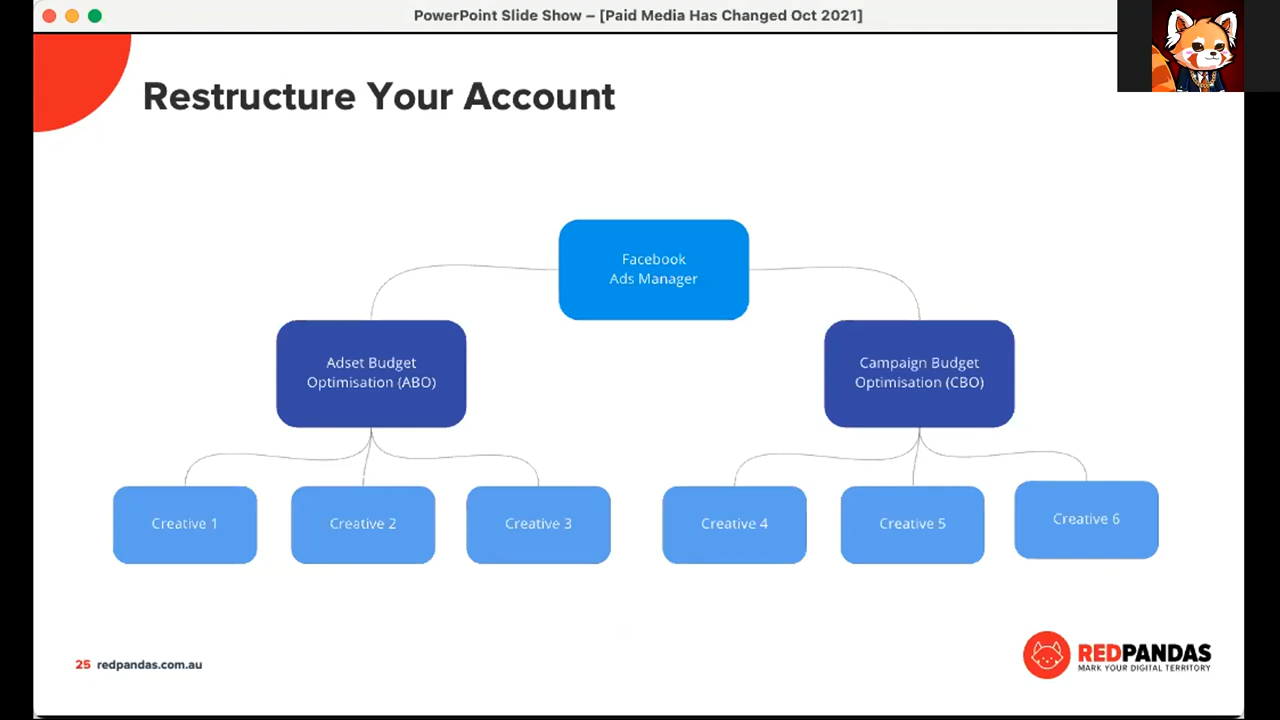 PowerPoint Slide Show – [Paid Media Has Changed Oct 2021]
Restructure Your Account
Facebook
Ads Manager
Adset Budget
Optimisation (ABO)
Campaign Budget
Optimisation (CBO)
Creative 1
Creative 2
Creative 3
Creative 4
Creative 5
Creative 6
25 redpandas.com.au
REDPANDAS
MARK YOUR DIGITAL TERRITORY